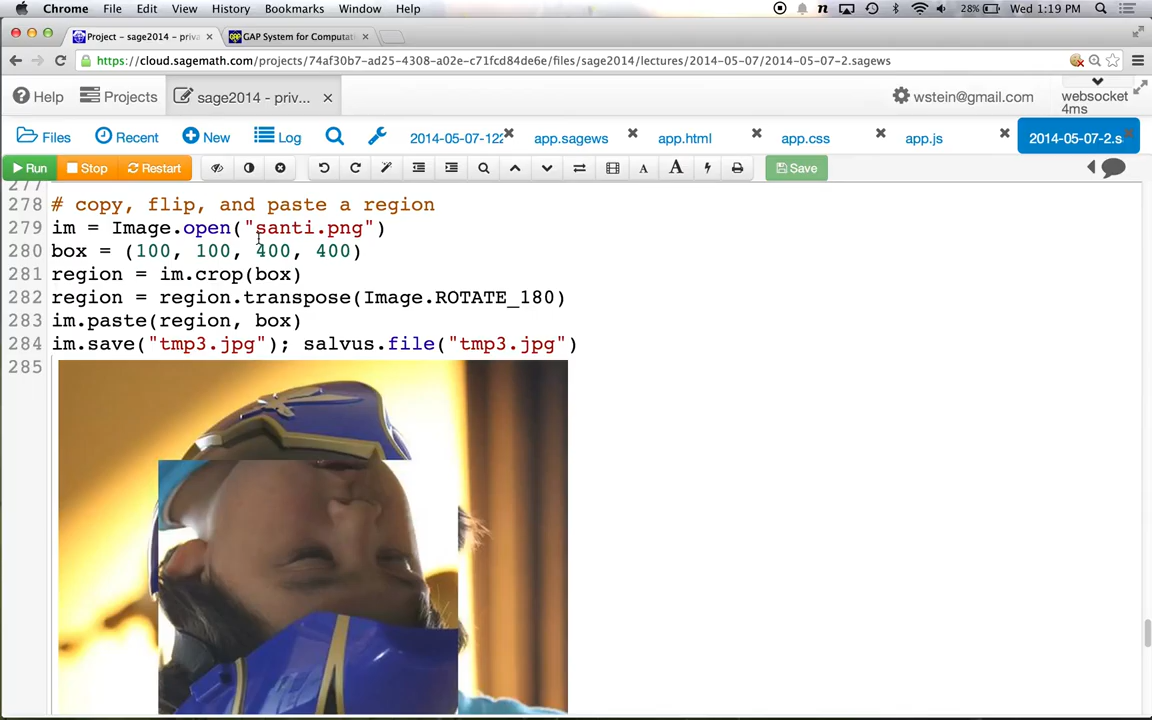 Chrome File Edit View History Bookmarks Window Help 28% Wed 1:19 PM
Project – sage2014 – priva
GAP System for Computati
https://cloud.sagemath.com/projects/74af37b7-ad25-4308-a02e-c71fcd84de6e/files/sage2014/lectures/2014-05-07/2014-05-07-2.sagews
Help Projects sage2014 - priv... wstein@gmail.com websocket
4ms
Files Recent New Log 2014-05-07-122 app.sagews app.html app.css app.js 2014-05-07-2.s
Run Stop Restart A A Save
277
278 # copy, flip, and paste a region
279 im = Image.open("santi.png")
280 box = (100, 100, 400, 400)
281 region = im.crop(box)
282 region = region.transpose(Image.ROTATE_180)
283 im.paste(region, box)
284 im.save("tmp3.jpg"); salvus.file("tmp3.jpg")
285